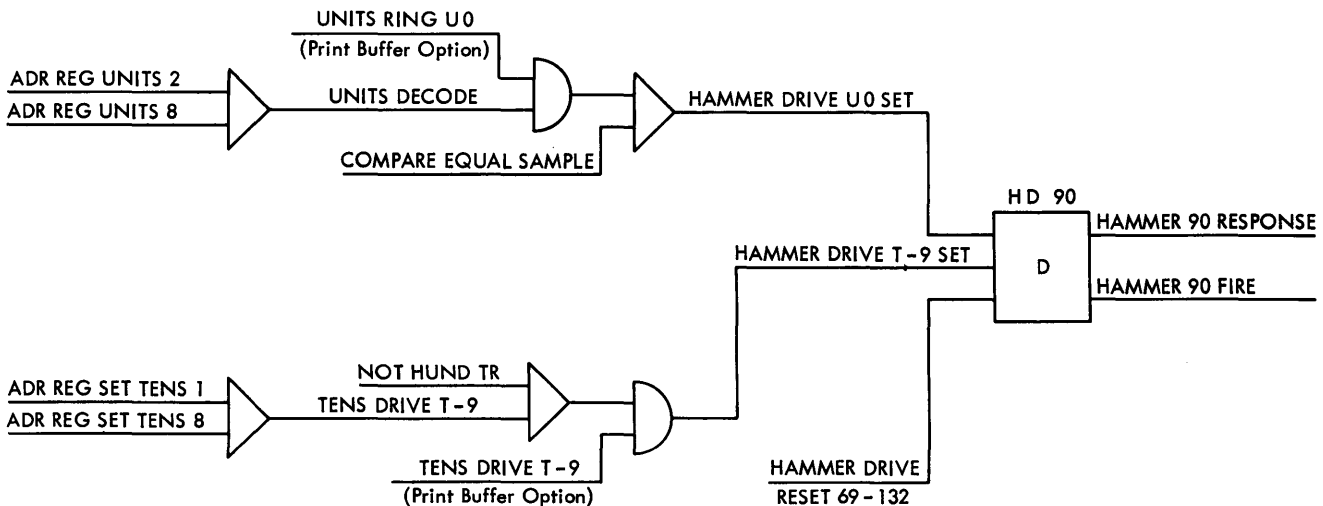 UNITS RING U0
(Print Buffer Option)
ADR REG UNITS 2
ADR REG UNITS 8
UNITS DECODE
HAMMER DRIVE U0 SET
COMPARE EQUAL SAMPLE
HD 90
HAMMER 90 RESPONSE
HAMMER DRIVE T-9 SET
D
HAMMER 90 FIRE
NOT HUND TR
ADR REG SET TENS 1
ADR REG SET TENS 8
TENS DRIVE T-9
TENS DRIVE T-9
(Print Buffer Option)
HAMMER DRIVE
RESET 69-132